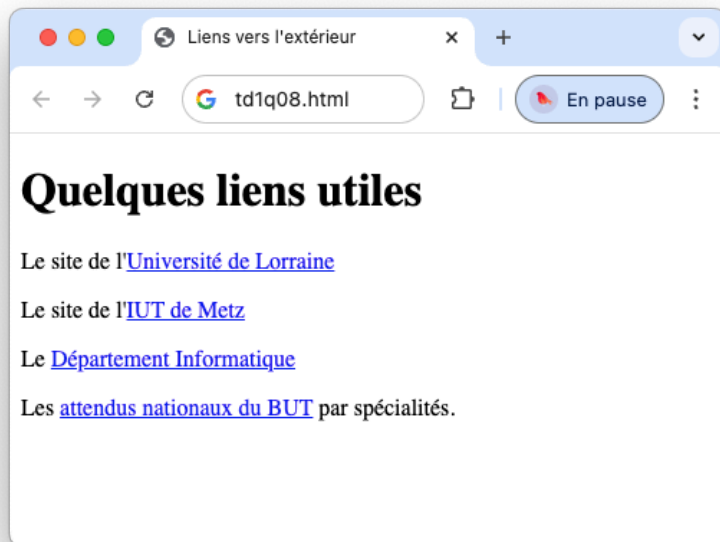 Liens vers l'extérieur
td1q08.html
En pause
Quelques liens utiles
Le site de l'Université de Lorraine
Le site de l'IUT de Metz
Le Département Informatique
Les attendus nationaux du BUT par spécialités.